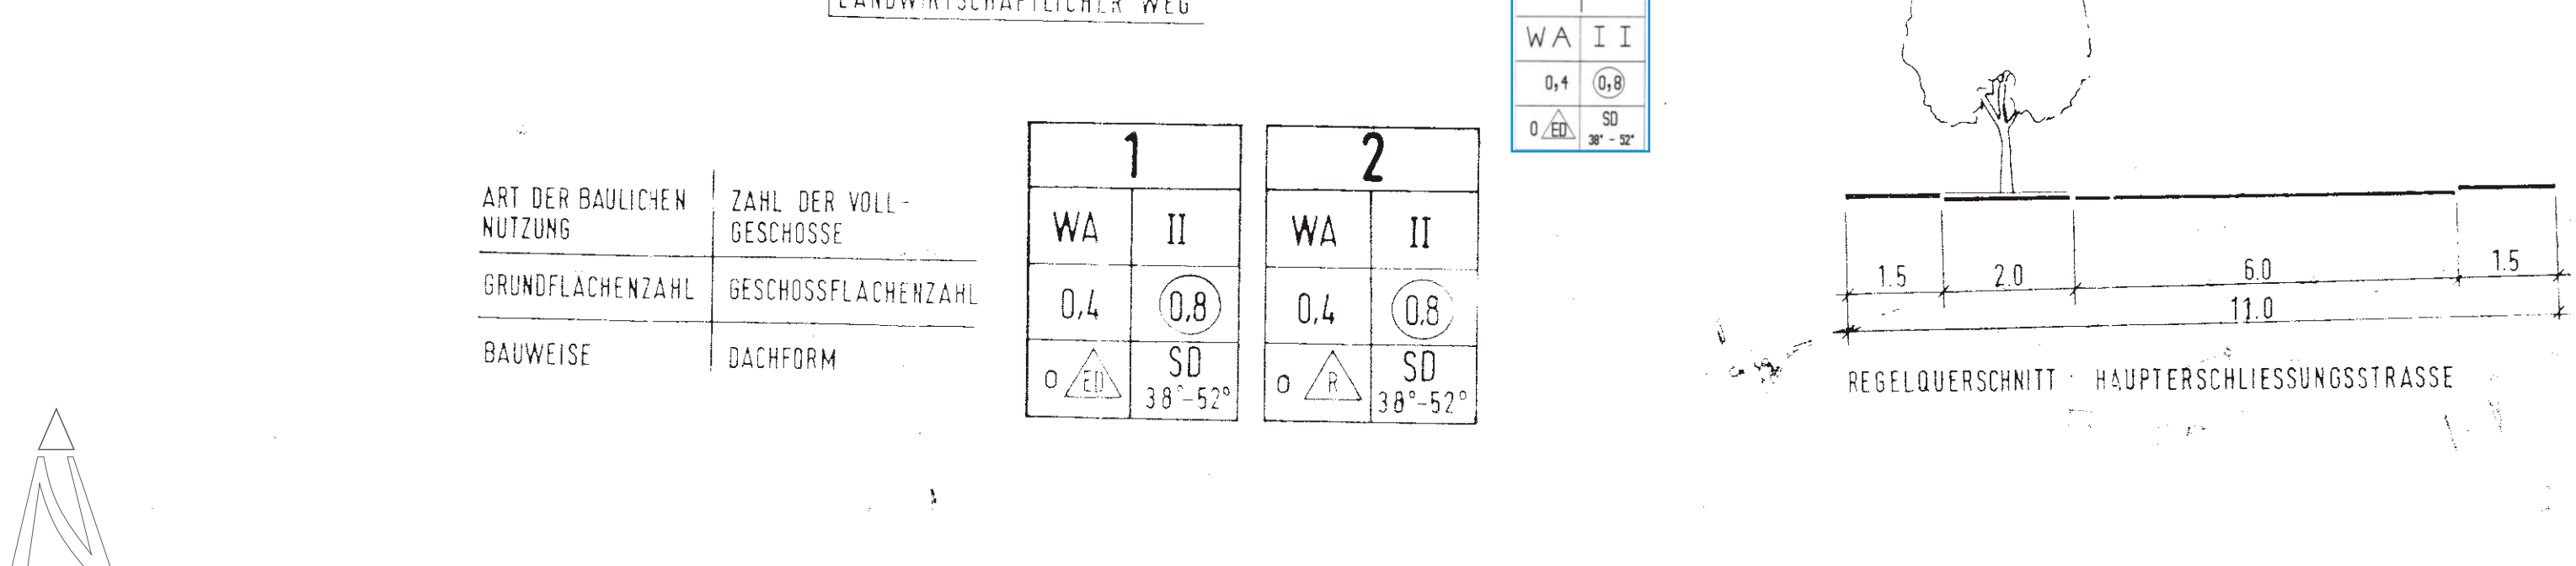 LANDWIRTSCHAFTLICHER WEG
WA II
0,4 0,8
0 ED SD
38° - 52°
ART DER BAULICHEN NUTZUNG
ZAHL DER VOLL-
GESCHOSSE
GRUNDFLÄCHENZAHL GESCHOSSFLÄCHENZAHL
BAUWEISE DACHFORM
1
WA II
0,4 0,8
0 ED SD
38°-52°
2
WA II
0,4 0,8
0 R SD
38°-52°
1.5 2.0 6.0 1.5
11.0
REGELQUERSCHNITT HAUPTERSCHLIESSUNGSSTRASSE